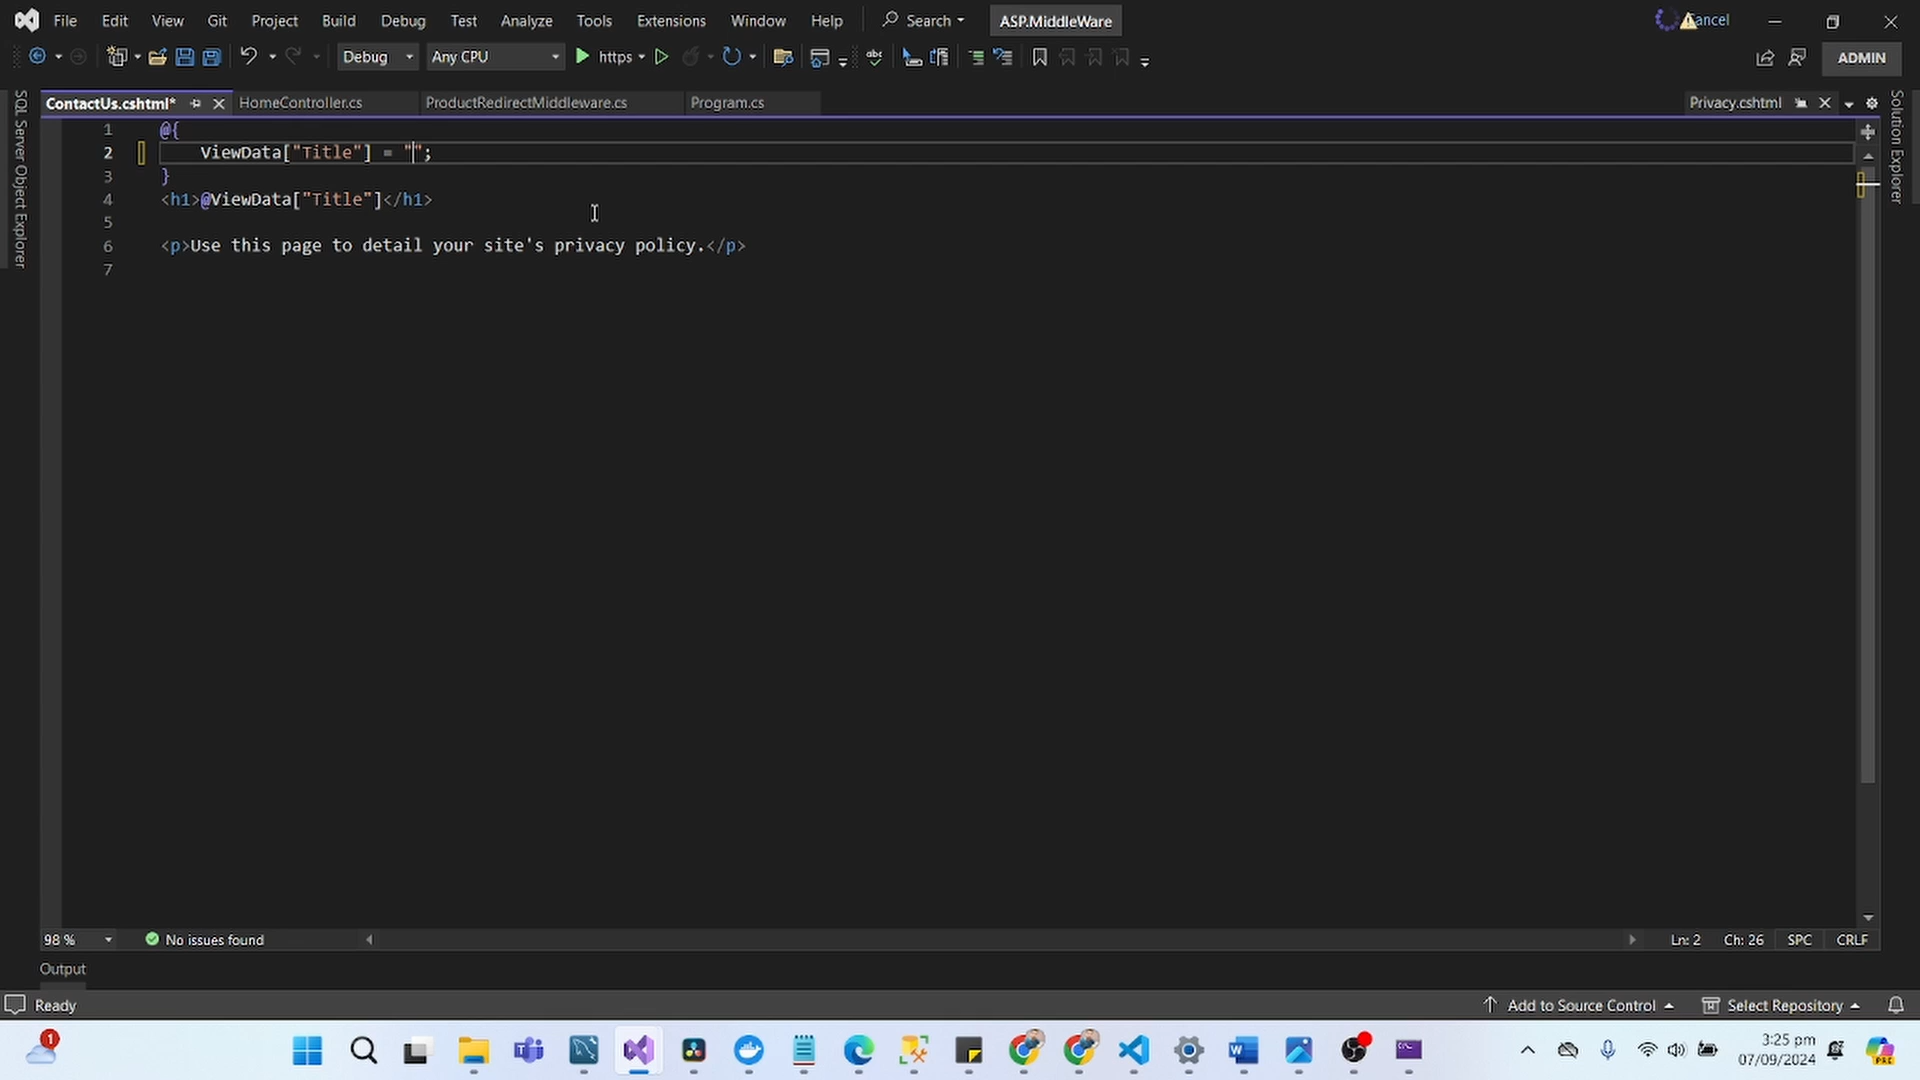 File Edit View Git Project Build Debug Test Analyze Tools Extensions Window Help Search ASP.MiddleWare Cancel
Debug Any CPU https ADMIN
ContactUs.cshtml* HomeController.cs ProductRedirectMiddleware.cs Program.cs Privacy.cshtml
SQL Server Object Explorer
Solution Explorer
1 @{
2 ViewData["Title"] = "";
3 }
4 <h1>@ViewData["Title"]</h1>
5
6 <p>Use this page to detail your site's privacy policy.</p>
7
98 % No issues found Ln: 2 Ch: 26 SPC CRLF
Output
Ready Add to Source Control Select Repository
1
3:25 pm
07/09/2024